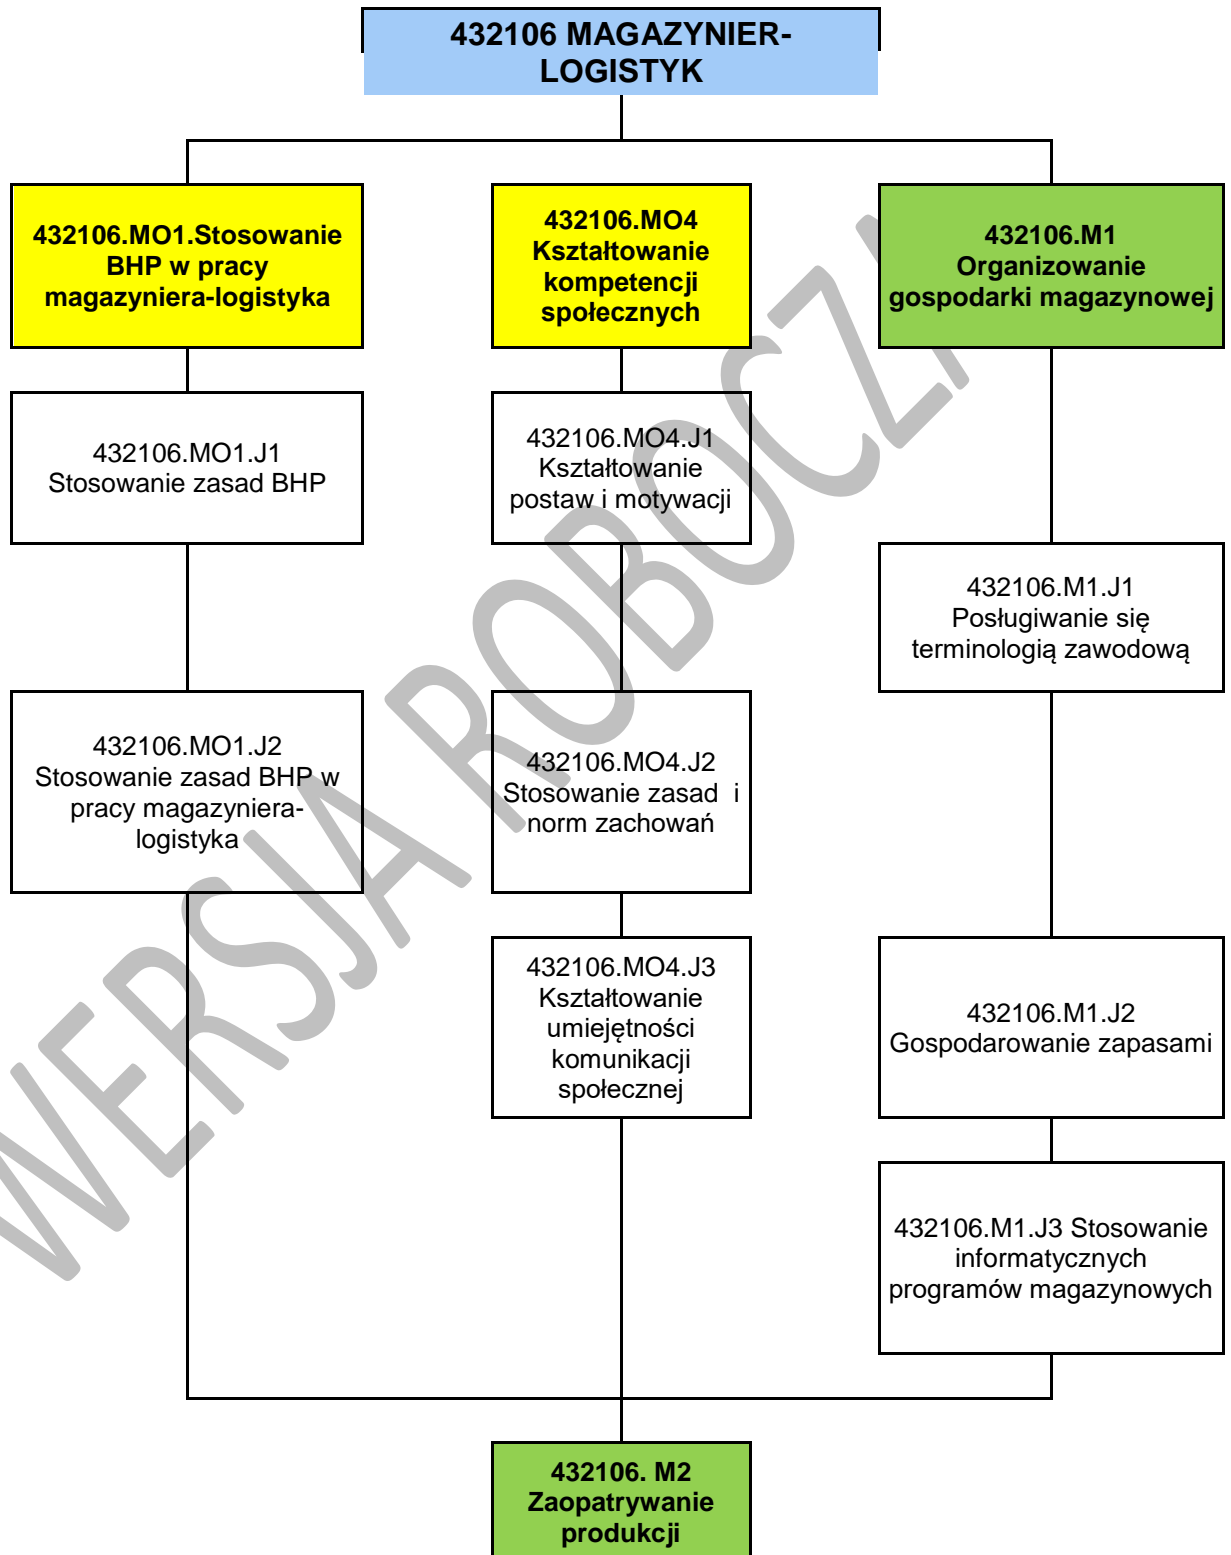 432106 MAGAZYNIER-
LOGISTYK
432106.MO1.Stosowanie
BHP w pracy
magazyniera-logistyka
432106.MO4
Kształtowanie
kompetencji
społecznych
432106.M1
Organizowanie
gospodarki magazynowej
432106.MO1.J1
Stosowanie zasad BHP
432106.MO4.J1
Kształtowanie
postaw i motywacji
432106.M1.J1
Posługiwanie się
terminologią zawodową
432106.MO1.J2
Stosowanie zasad BHP w
pracy magazyniera-
logistyka
432106.MO4.J2
Stosowanie zasad  i
norm zachowań
432106.MO4.J3
Kształtowanie
umiejętności
komunikacji
społecznej
432106.M1.J2
Gospodarowanie zapasami
432106.M1.J3 Stosowanie
informatycznych
programów magazynowych
432106. M2
Zaopatrywanie
produkcji
WERSJA ROBOCZA